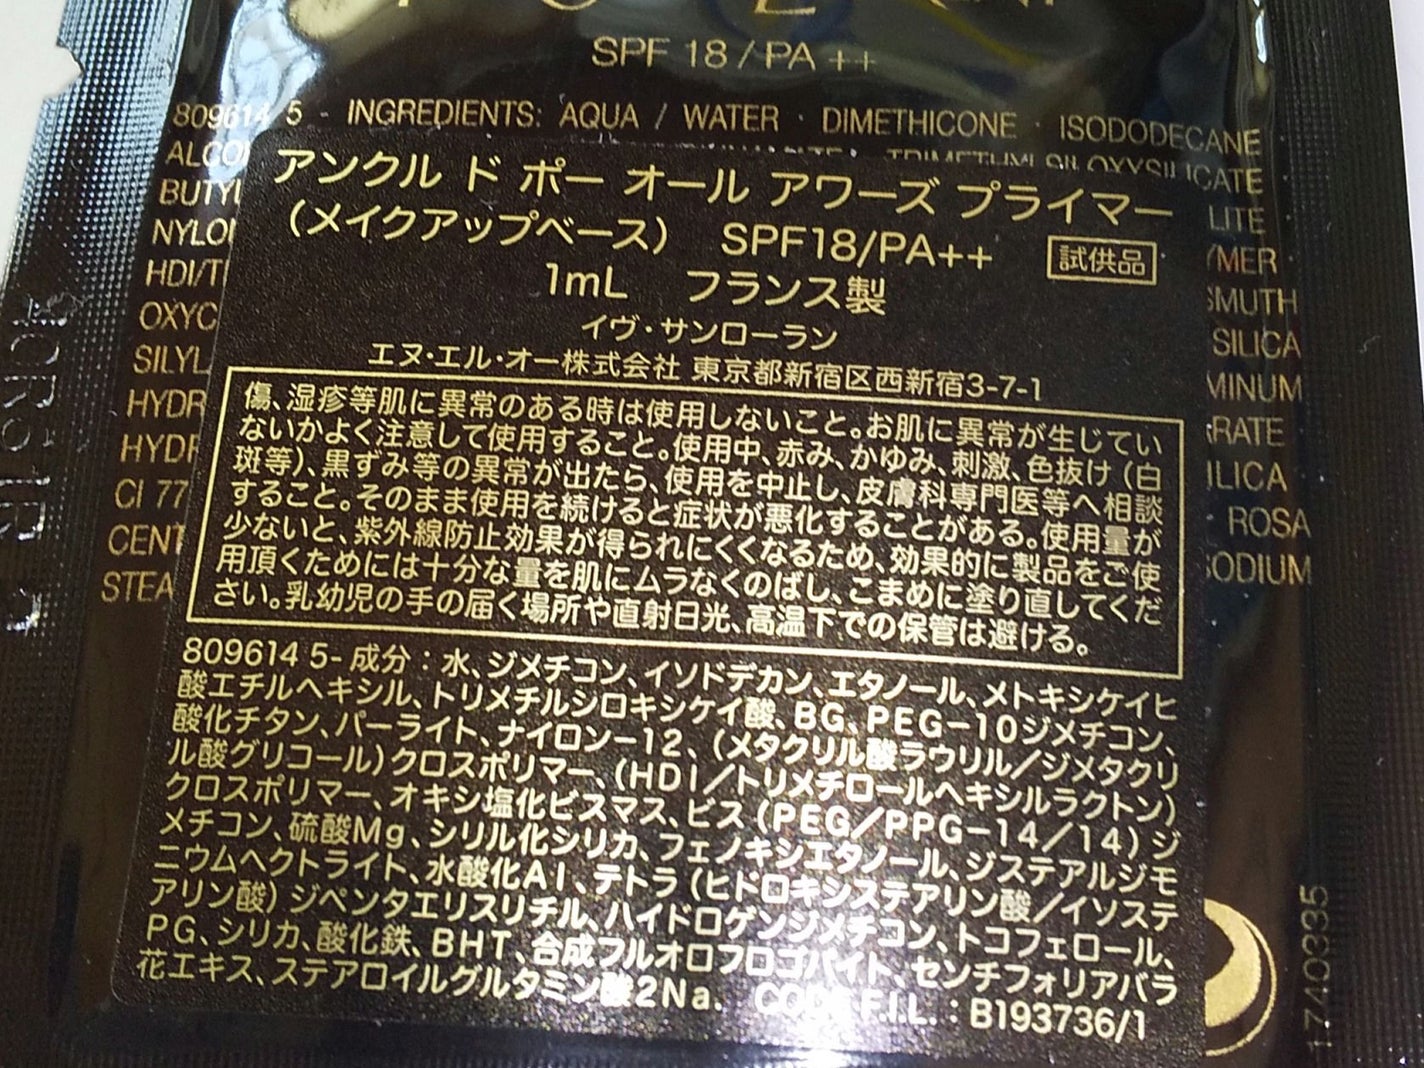 SPF 18 / PA ++
809614 5 - INGREDIENTS: AQUA / WATER · DIMETHICONE · ISODODECANE
TRIMETHYLSILOXYSILICATE
LITE
NYLO
HDI/T
SMUTH
OXYC
SILICA
SILYL
MINUM
HYDR
RATE
HYDR
ILICA
CI 77
ROSA
CENT
SODIUM
STEA
アンクル ド ポー オール アワーズ プライマー
(メイクアップベース) SPF18/PA++ 試供品
1mL フランス製
イヴ・サンローラン
エヌ・エル・オー株式会社 東京都新宿区西新宿3-7-1
傷、湿疹等肌に異常のある時は使用しないこと。お肌に異常が生じてい
ないかよく注意して使用すること。使用中、赤み、かゆみ、刺激、色抜け(白
斑等)、黒ずみ等の異常が出たら、使用を中止し、皮膚科専門医等へ相談
すること。そのまま使用を続けると症状が悪化することがある。使用量が
少ないと、紫外線防止効果が得られにくくなるため、効果的に製品をご使
用頂くためには十分な量を肌にムラなくのばし、こまめに塗り直してくだ
さい。乳幼児の手の届く場所や直射日光、高温下での保管は避ける。
809614 5- 成分：水、ジメチコン、イソドデカン、エタノール、メトキシケイヒ
酸エチルヘキシル、トリメチルシロキシケイ酸、BG、PEG－10ジメチコン、
酸化チタン、パーライト、ナイロン－12、(メタクリル酸ラウリル／ジメタクリ
ル酸グリコール)クロスポリマー、(HDI／トリメチロールヘキシルラクトン)
クロスポリマー、オキシ塩化ビスマス、ビス(PEG／PPG－14／14)ジ
メチコン、硫酸Mg、シリル化シリカ、フェノキシエタノール、ジステアルジモ
ニウムヘクトライト、水酸化Al、テトラ(ヒドロキシステアリン酸／イソステ
アリン酸)ジペンタエリスリチル、ハイドロゲンジメチコン、トコフェロール、
PG、シリカ、酸化鉄、BHT、合成フルオロフロゴパイト、センチフォリアバラ
花エキス、ステアロイルグルタミン酸2Na. CODE F.I.L. : B193736/1
1740335